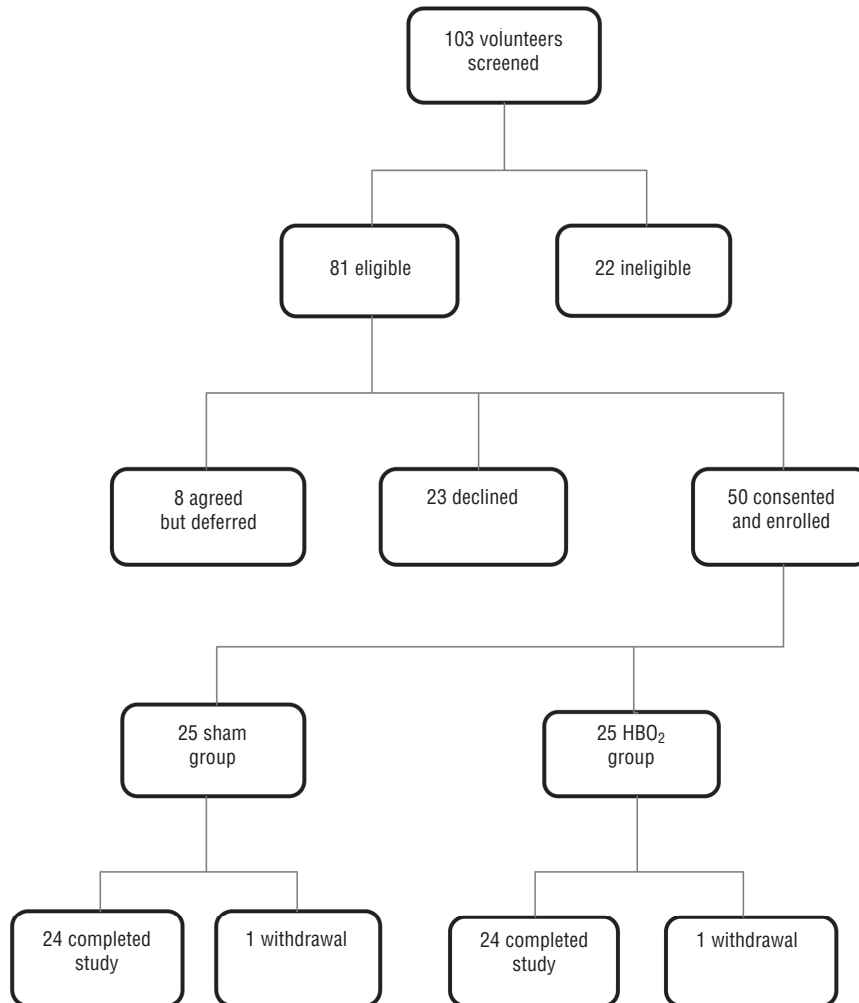 103 volunteers
screened
81 eligible
22 ineligible
8 agreed
but deferred
23 declined
50 consented
and enrolled
25 sham
group
25 HBO₂
group
24 completed
study
1 withdrawal
24 completed
study
1 withdrawal